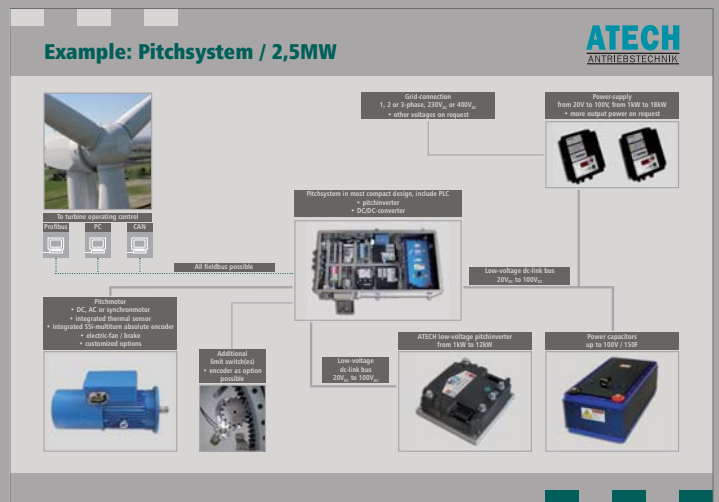 Example: Pitchsystem / 2,5MW
ATECH
ANTRIEBSTECHNIK
Grid-connection
1, 2 or 3-phase, 230VAC or 400VAC
• other voltages on request
Power-supply
from 20V to 100V, from 1kW to 18kW
• more output power on request
Pitchsystem in most compact design, include PLC
• pitchinverter
• DC/DC-converter
To turbine operating control
Profibus
PC
CAN
All fieldbus possible
Low-voltage dc-link bus
20VDC to 100VDC
Pitchmotor
• DC, AC or synchronmotor
• integrated thermal sensor
• integrated SSi-multiturn absolute encoder
• electric-fan / brake
• customized options
Additional
limit switch(es)
• encoder as option
possible
Low-voltage
dc-link bus
20VDC to 100VDC
ATECH low-voltage pitchinverter
from 1kW to 12kW
Power capacitors
up to 100V / 150F